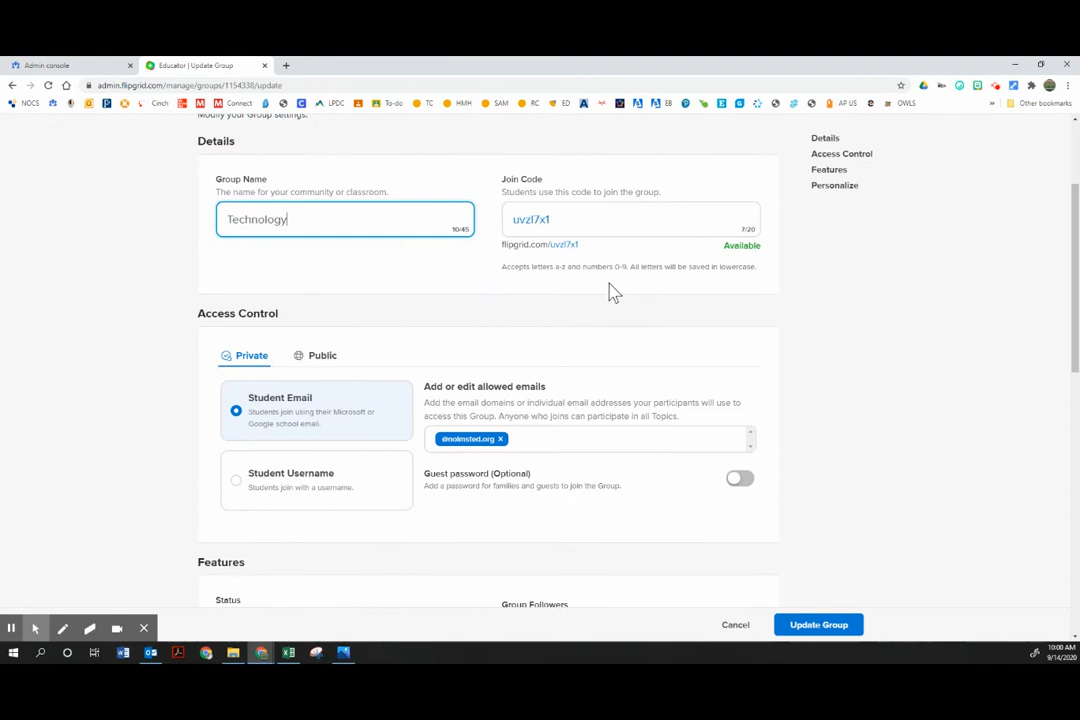 Admin console ×
Educator | Update Group ×
admin.flipgrid.com/manage/groups/1154338/update
NOCS Cinch Connect LPDC To-do TC HMH SAM RC ED EB AP US OWLS » Other bookmarks
Modify your Group settings.
Details
Group Name
The name for your community or classroom.
Technology
10/45
Join Code
Students use this code to join the group.
uvzl7x1
7/20
flipgrid.com/uvzl7x1
Available
Accepts letters a-z and numbers 0-9. All letters will be saved in lowercase.
Details
Access Control
Features
Personalize
Access Control
Private
Public
Student Email
Students join using their Microsoft or
Google school email.
Student Username
Students join with a username.
Add or edit allowed emails
Add the email domains or individual email addresses your participants will use to
access this Group. Anyone who joins can participate in all Topics.
@nolmsted.org ×
Guest password (Optional)
Add a password for families and guests to join the Group.
Features
Status
Group Followers
Cancel
Update Group
10:00 AM
9/14/2020